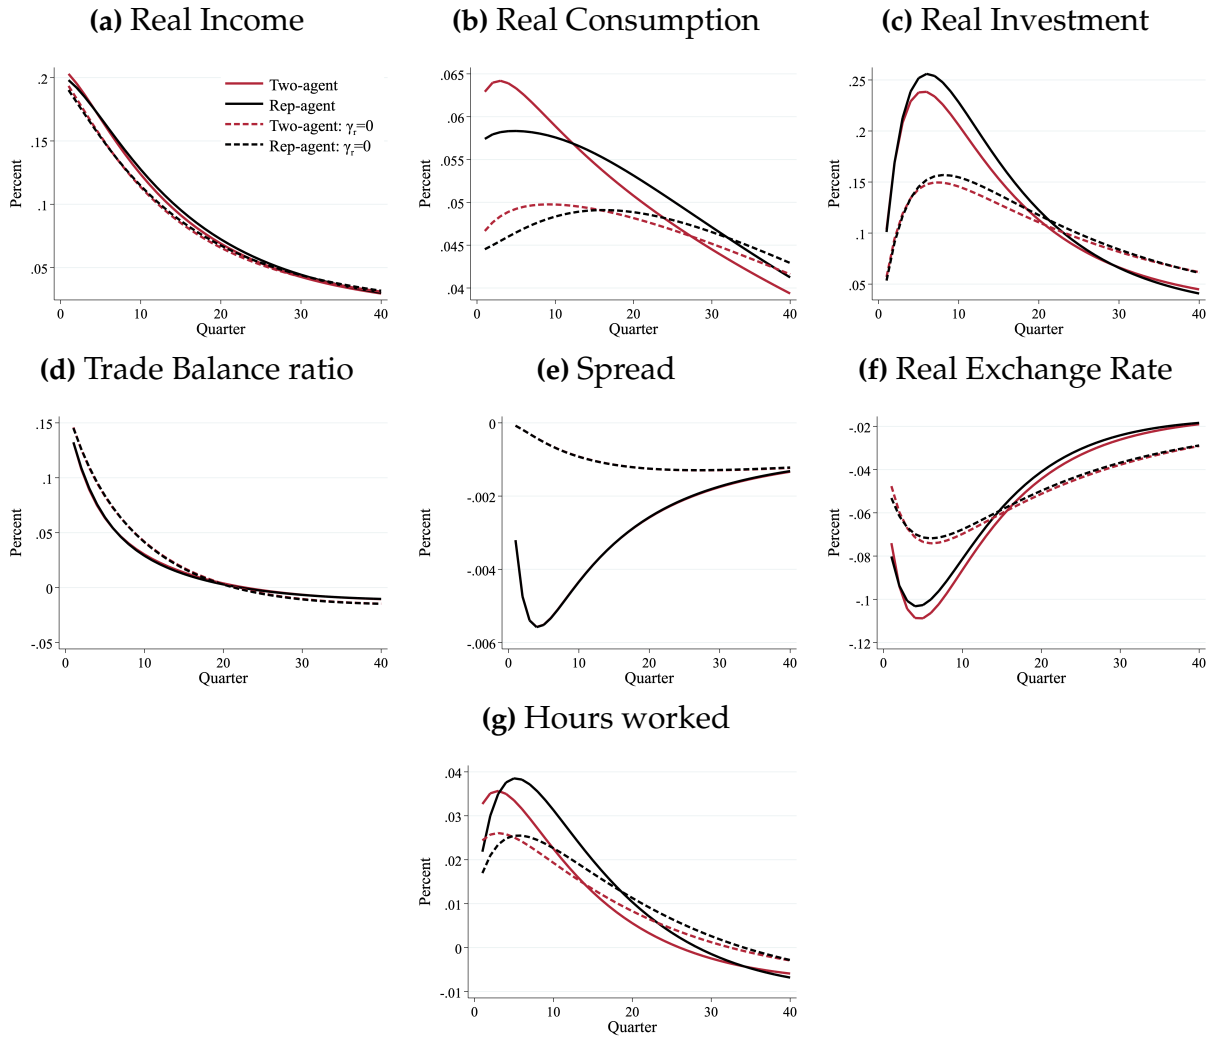 (a) Real Income
Percent
.2
.15
.1
.05
0 10 20 30 40
Quarter
Two-agent
Rep-agent
Two-agent: γr=0
Rep-agent: γr=0
(b) Real Consumption
Percent
.065
.06
.055
.05
.045
.04
0 10 20 30 40
Quarter
(c) Real Investment
Percent
.25
.2
.15
.1
.05
0 10 20 30 40
Quarter
(d) Trade Balance ratio
Percent
.15
.1
.05
0
-.05
0 10 20 30 40
Quarter
(e) Spread
Percent
0
-.002
-.004
-.006
0 10 20 30 40
Quarter
(f) Real Exchange Rate
Percent
-.02
-.04
-.06
-.08
-.1
-.12
0 10 20 30 40
Quarter
(g) Hours worked
Percent
.04
.03
.02
.01
0
-.01
0 10 20 30 40
Quarter